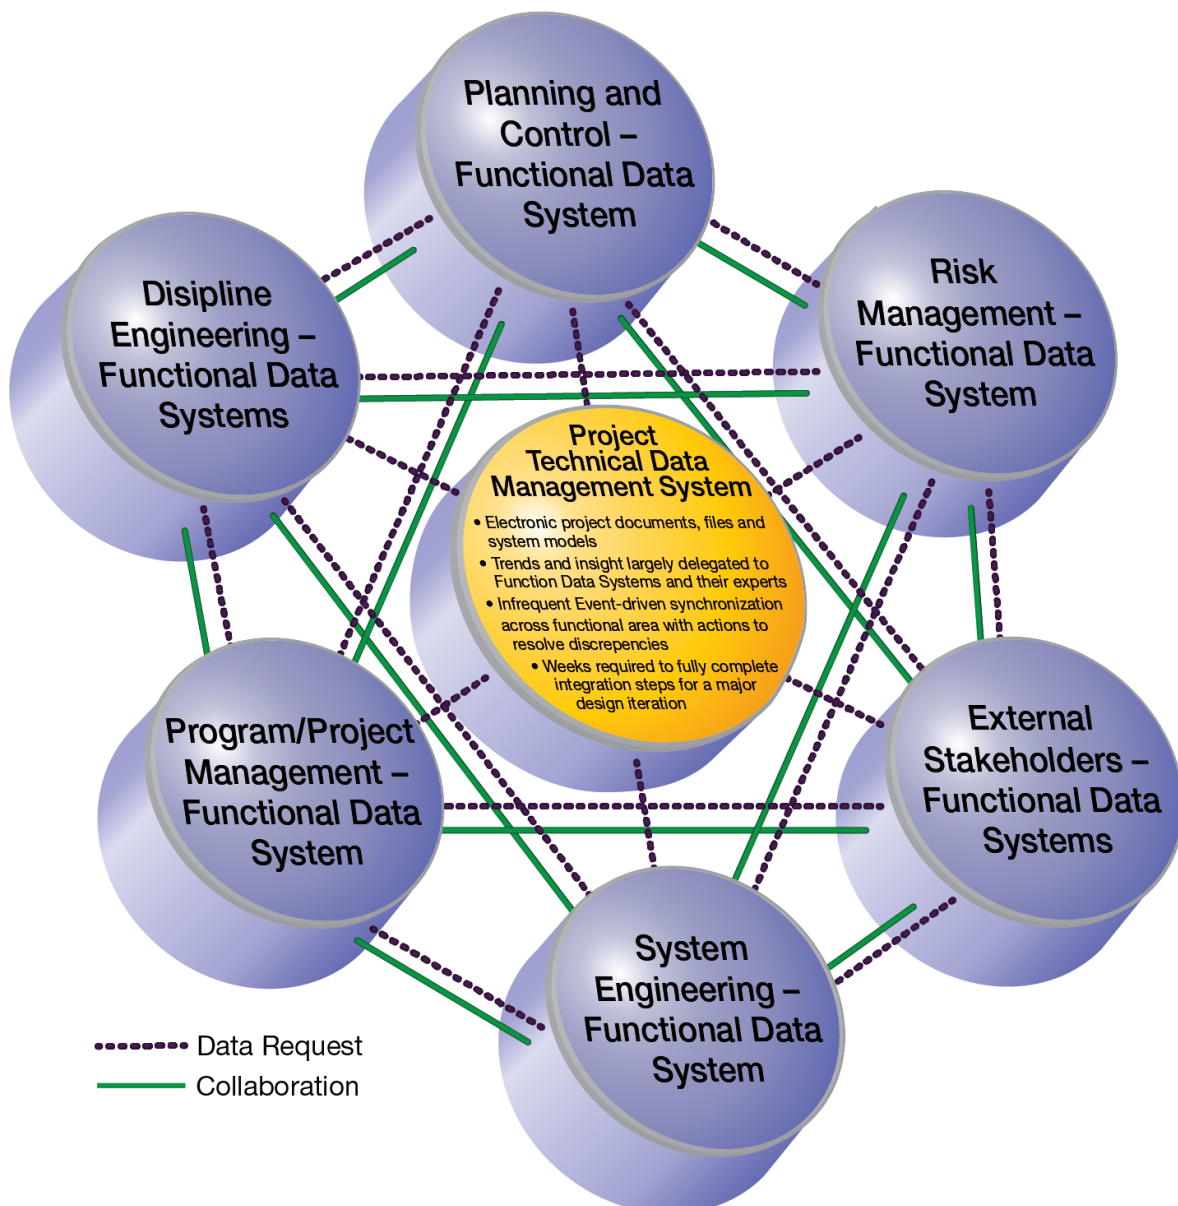 Planning and
Control –
Functional Data
System
Disipline
Engineering –
Functional Data
Systems
Risk
Management –
Functional Data
System
Project
Technical Data
Management System
• Electronic project documents, files and
system models
• Trends and insight largely delegated to
Function Data Systems and their experts
• Infrequent Event-driven synchronization
across functional area with actions to
resolve discrepencies
• Weeks required to fully complete
integration steps for a major
design iteration
Program/Project
Management –
Functional Data
System
External
Stakeholders –
Functional Data
Systems
System
Engineering –
Functional Data
System
Data Request
Collaboration